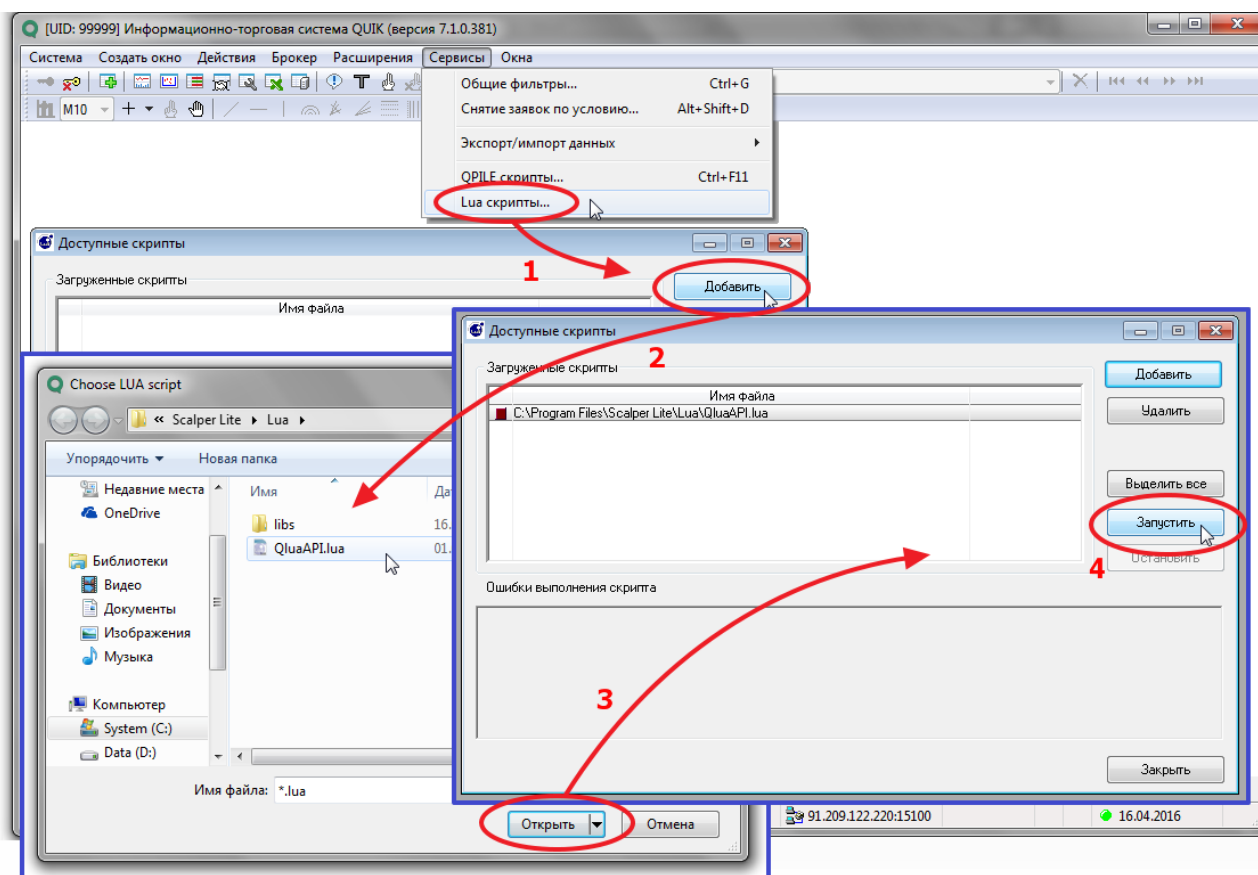 [UID: 99999] Информационно-торговая система QUIK (версия 7.1.0.381)
Система Создать окно Действия Брокер Расширения Сервисы Окна
M10
Общие фильтры... Ctrl+G
Снятие заявок по условию... Alt+Shift+D
Экспорт/импорт данных
QPILE скрипты... Ctrl+F11
Lua скрипты...
1
Доступные скрипты
Загруженные скрипты
Имя файла
Добавить
2
Choose LUA script
« Scalper Lite Lua
Упорядочить Новая папка
Недавние места
OneDrive
Библиотеки
Видео
Документы
Изображения
Музыка
Компьютер
System (C:)
Data (D:)
Имя
libs 16.
QluaAPI.lua 01.
Имя файла: *.lua
Открыть Отмена
3
Доступные скрипты
Загруженные скрипты
Имя файла
C:\Program Files\Scalper Lite\Lua\QluaAPI.lua
Добавить
Удалить
Выделить все
Запустить
4
Остановить
Ошибки выполнения скрипта
Закрыть
91.209.122.220:15100 16.04.2016